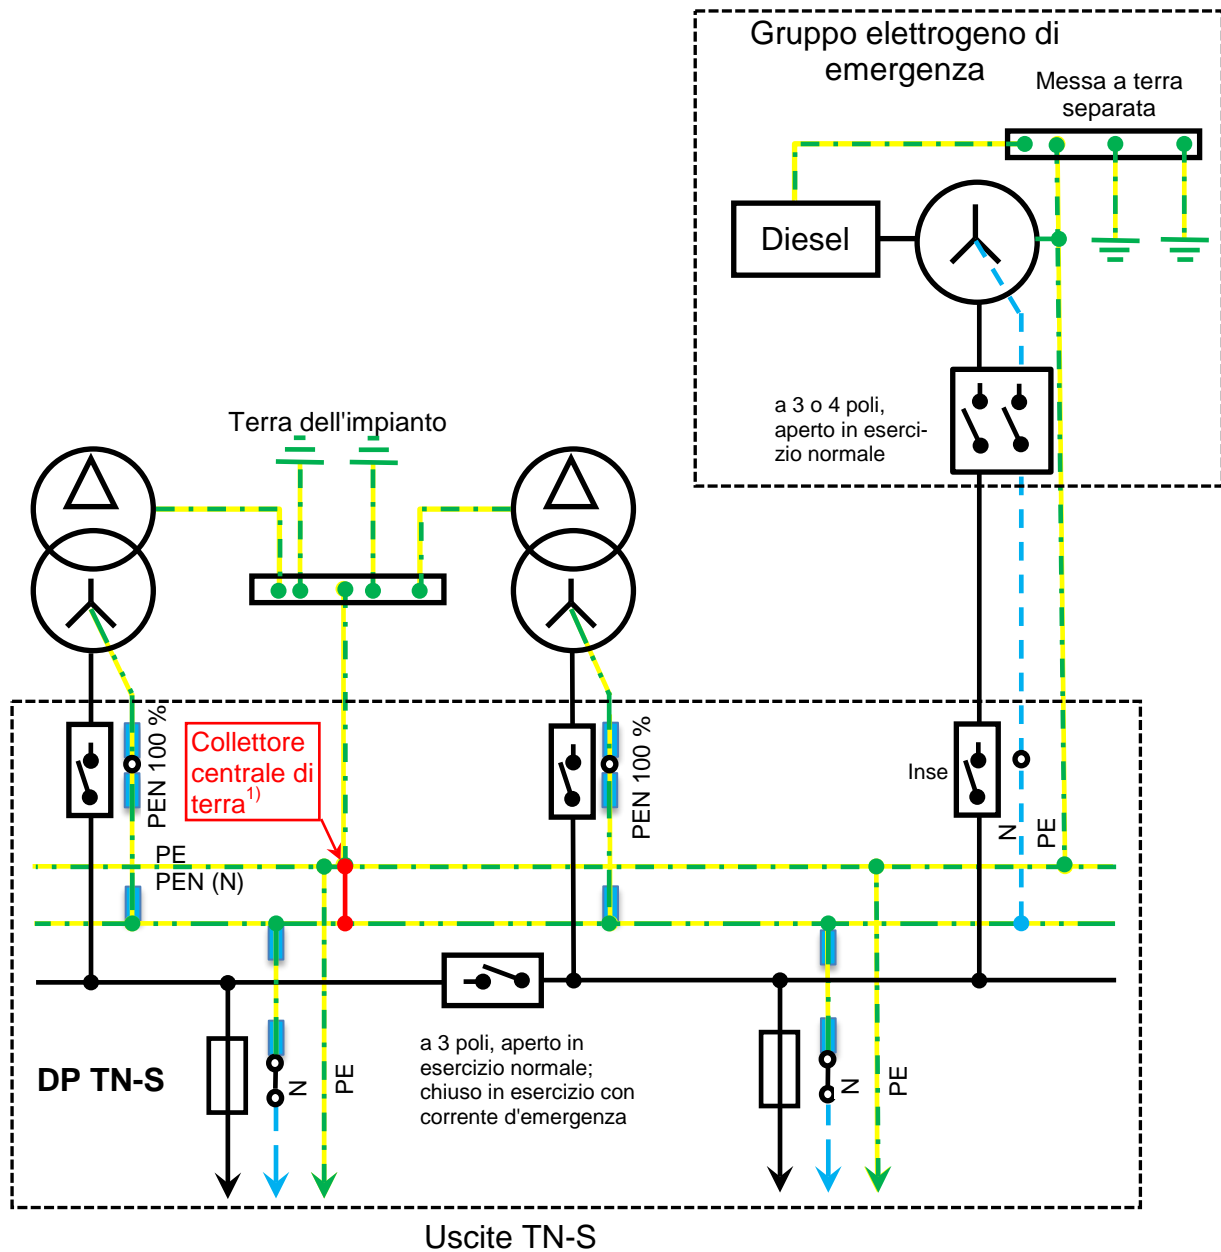 Gruppo elettrogeno di
emergenza
Messa a terra
separata
Diesel
a 3 o 4 poli,
aperto in eserci-
zio normale
Terra dell'impianto
PEN 100 %
Collettore
centrale di
terra1)
PEN 100 %
Inse
N
PE
PE
PEN (N)
DP TN-S
N
PE
a 3 poli, aperto in
esercizio normale;
chiuso in esercizio con
corrente d'emergenza
N
PE
Uscite TN-S